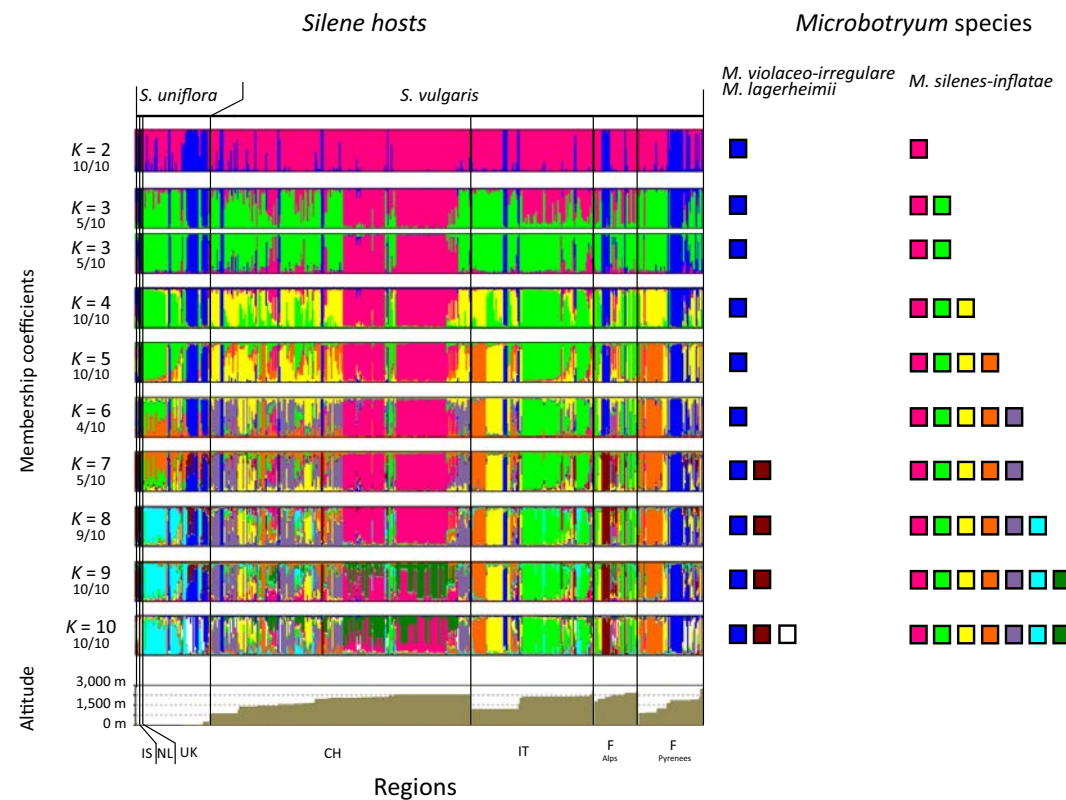 Silene hosts
Microbotryum species
M. violaceo-irregulare
M. lagerheimii
M. silenes-inflatae
S. uniflora
S. vulgaris
Membership coefficients
K = 2
10/10
K = 3
5/10
K = 3
5/10
K = 4
10/10
K = 5
10/10
K = 6
4/10
K = 7
5/10
K = 8
9/10
K = 9
10/10
K = 10
10/10
Altitude
3,000 m
1,500 m
0 m
IS NL UK CH IT F F
Alps Pyrenees
Regions